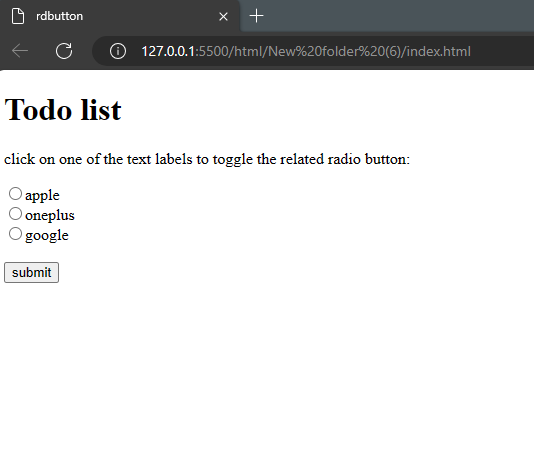 rdbutton
127.0.0.1:5500/html/New%20folder%20(6)/index.html
Todo list
click on one of the text labels to toggle the related radio button:
apple
oneplus
google
submit